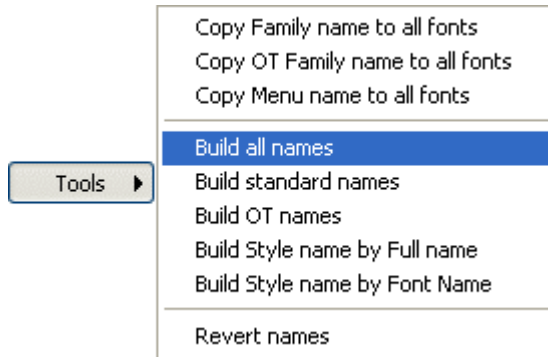 Copy Family name to all fonts
Copy OT Family name to all fonts
Copy Menu name to all fonts
Build all names
Tools
Build standard names
Build OT names
Build Style name by Full name
Build Style name by Font Name
Revert names